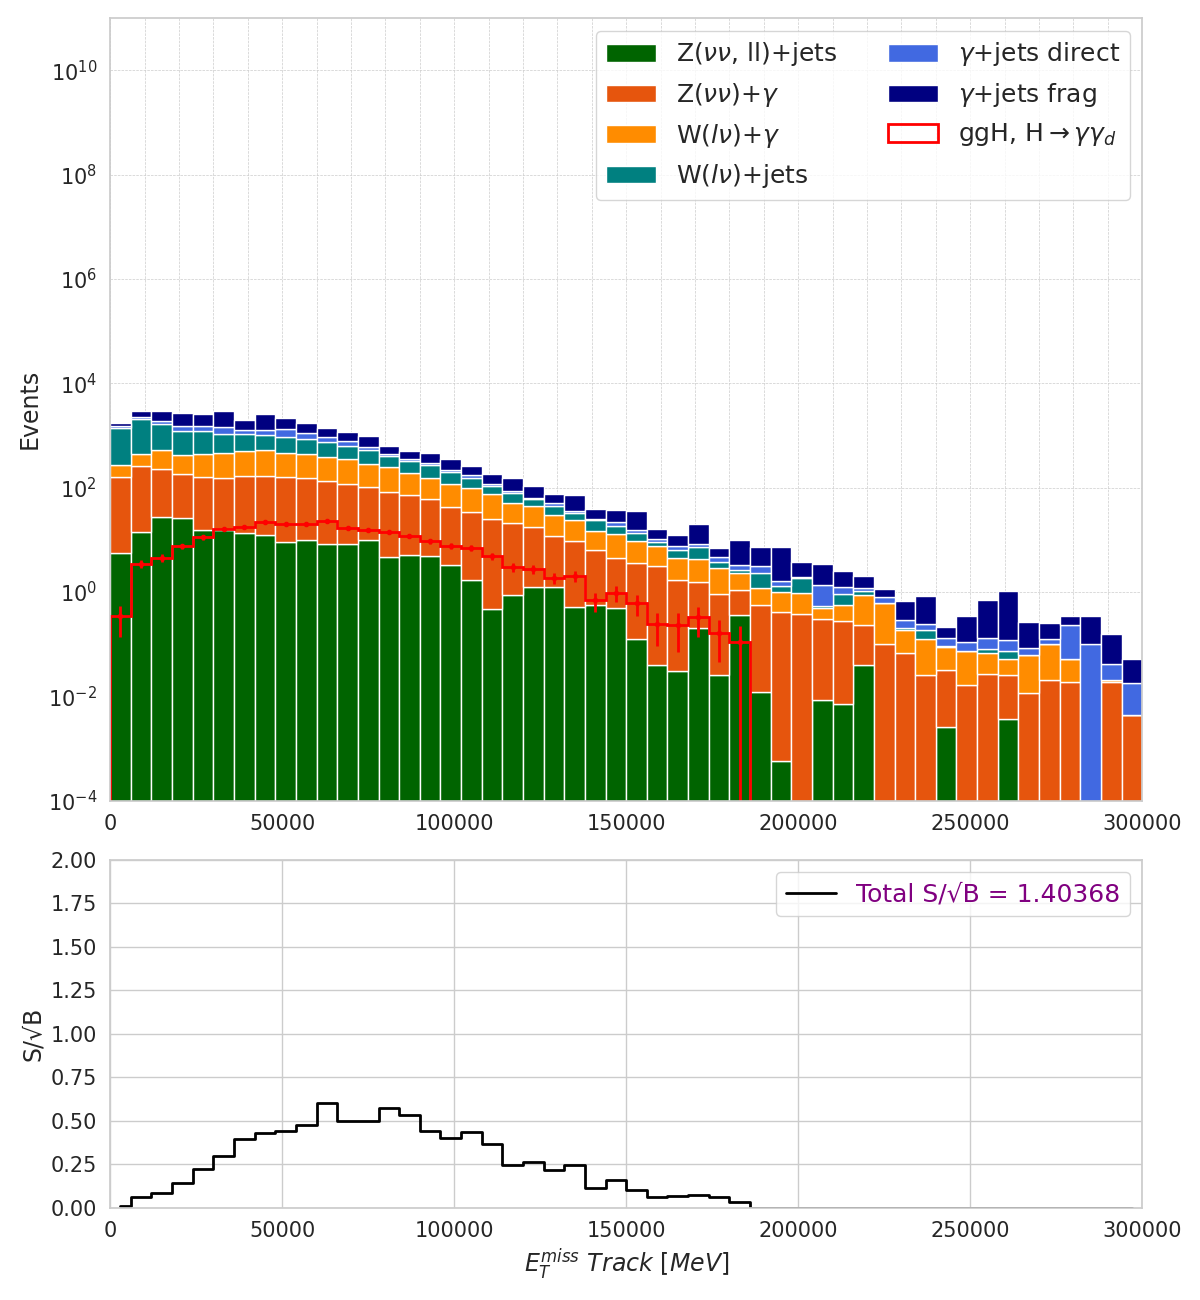 Z(νν, ll)+jets
Z(νν)+γ
W(lν)+γ
W(lν)+jets
γ+jets direct
γ+jets frag
ggH, H→γγ_d
Events
10^10
10^8
10^6
10^4
10^2
10^0
10^−2
10^−4
0 50000 100000 150000 200000 250000 300000
Total S/√B = 1.40368
S/√B
2.00
1.75
1.50
1.25
1.00
0.75
0.50
0.25
0.00
0 50000 100000 150000 200000 250000 300000
E_T^miss Track [MeV]